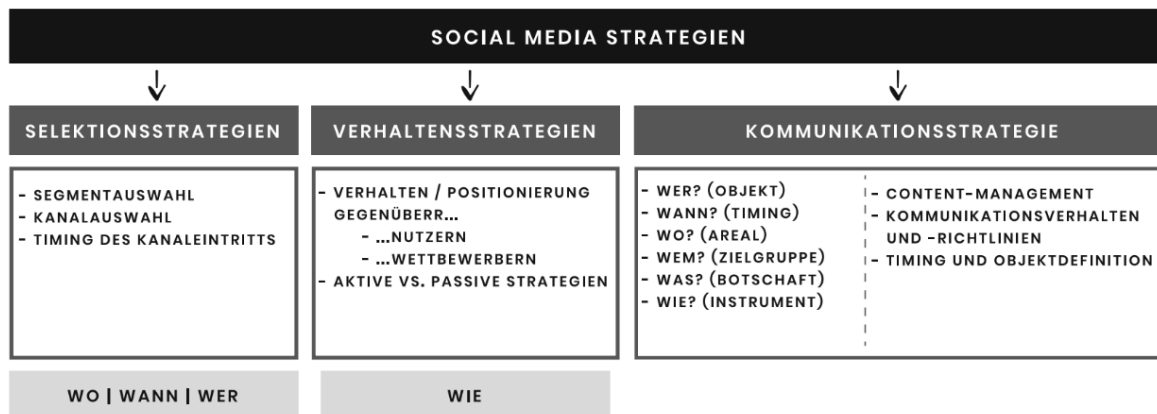 SOCIAL MEDIA STRATEGIEN
SELEKTIONSSTRATEGIEN
- SEGMENTAUSWAHL
- KANALAUSWAHL
- TIMING DES KANALEINTRITTS
WO | WANN | WER
VERHALTENSSTRATEGIEN
- VERHALTEN / POSITIONIERUNG
GEGENÜBERR...
- ...NUTZERN
- ...WETTBEWERBERN
- AKTIVE VS. PASSIVE STRATEGIEN
WIE
KOMMUNIKATIONSSTRATEGIE
- WER? (OBJEKT)
- WANN? (TIMING)
- WO? (AREAL)
- WEM? (ZIELGRUPPE)
- WAS? (BOTSCHAFT)
- WIE? (INSTRUMENT)
- CONTENT-MANAGEMENT
- KOMMUNIKATIONSVERHALTEN
UND -RICHTLINIEN
- TIMING UND OBJEKTDEFINITION